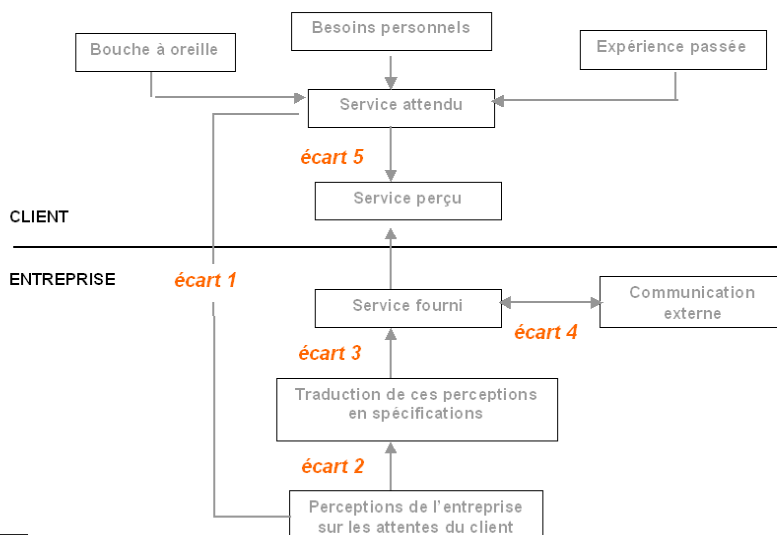 Besoins personnels
Bouche à oreille
Expérience passée
Service attendu
écart 5
Service perçu
CLIENT
ENTREPRISE
écart 1
Service fourni
Communication
externe
écart 4
écart 3
Traduction de ces perceptions
en spécifications
écart 2
Perceptions de l'entreprise
sur les attentes du client